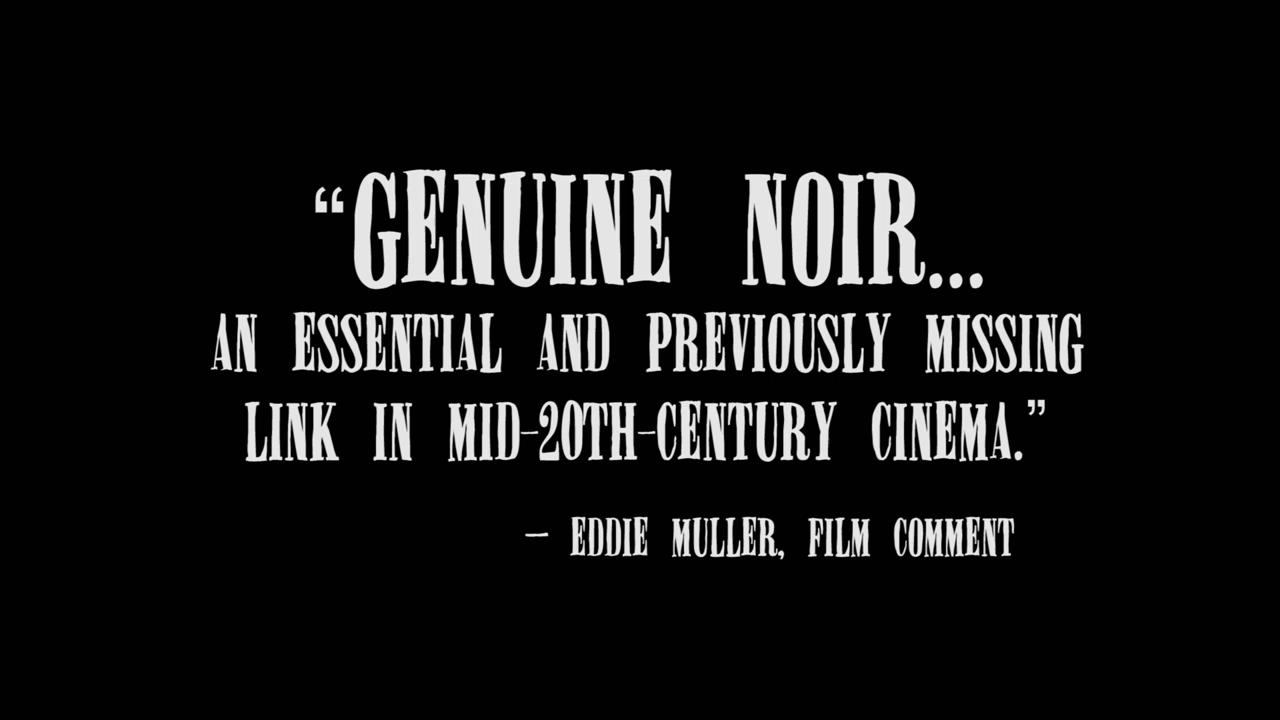 “GENUINE NOIR...
AN ESSENTIAL AND PREVIOUSLY MISSING
LINK IN MID-20TH-CENTURY CINEMA.”
– EDDIE MULLER, FILM COMMENT